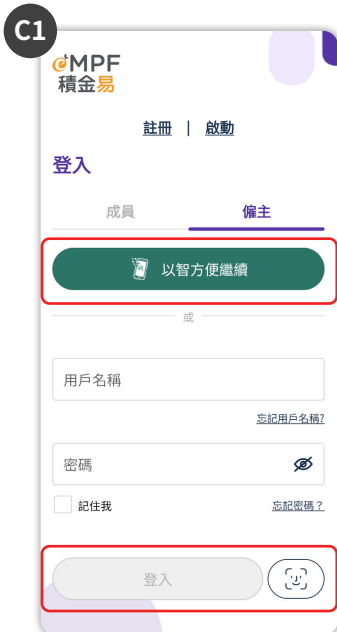 C1
eMPF
積金易
註冊 | 啟動
登入
成員 僱主
以智方便繼續
或
用戶名稱
忘記用戶名稱?
密碼
記住我 忘記密碼？
登入